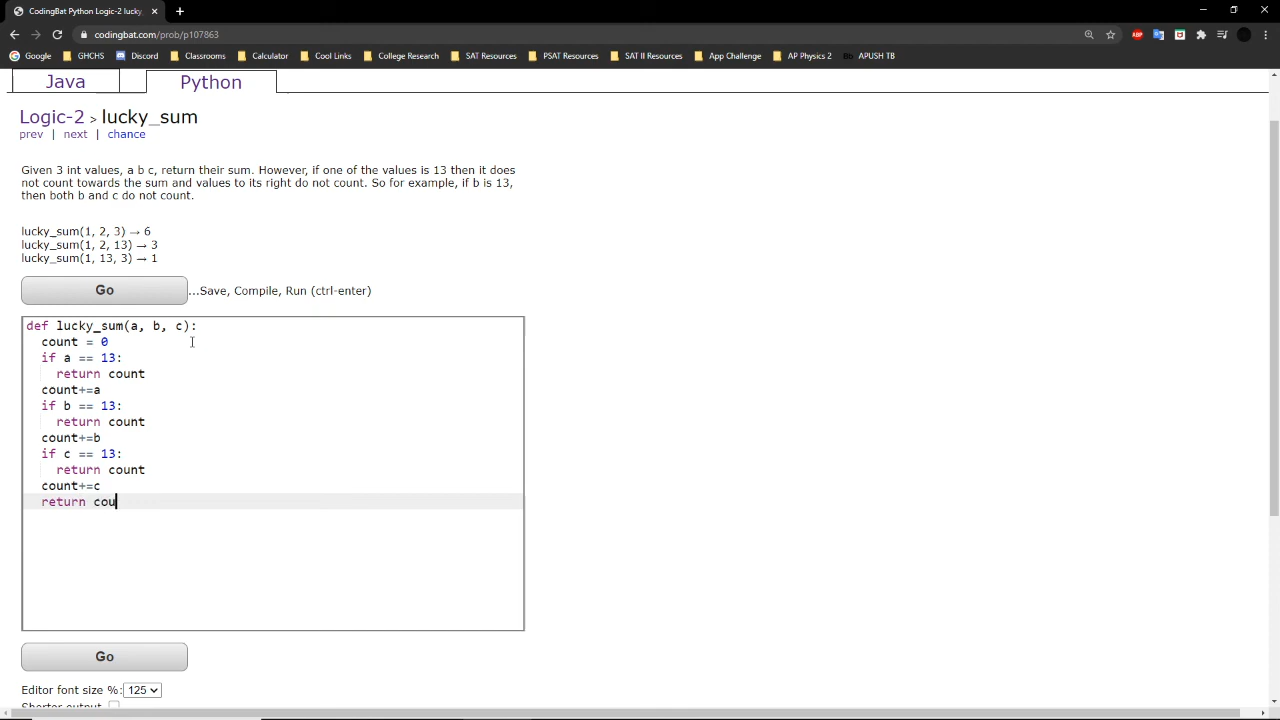 CodingBat Python Logic-2 lucky_
codingbat.com/prob/p107863
Google GHCHS Discord Classrooms Calculator Cool Links College Research SAT Resources PSAT Resources SAT II Resources App Challenge AP Physics 2 Bb APUSH TB
Java Python
Logic-2 > lucky_sum
prev | next | chance
Given 3 int values, a b c, return their sum. However, if one of the values is 13 then it does
not count towards the sum and values to its right do not count. So for example, if b is 13,
then both b and c do not count.
lucky_sum(1, 2, 3) → 6
lucky_sum(1, 2, 13) → 3
lucky_sum(1, 13, 3) → 1
Go ...Save, Compile, Run (ctrl-enter)
def lucky_sum(a, b, c):
count = 0
if a == 13:
return count
count+=a
if b == 13:
return count
count+=b
if c == 13:
return count
count+=c
return cou
Go
Editor font size %: 125
Shorter output